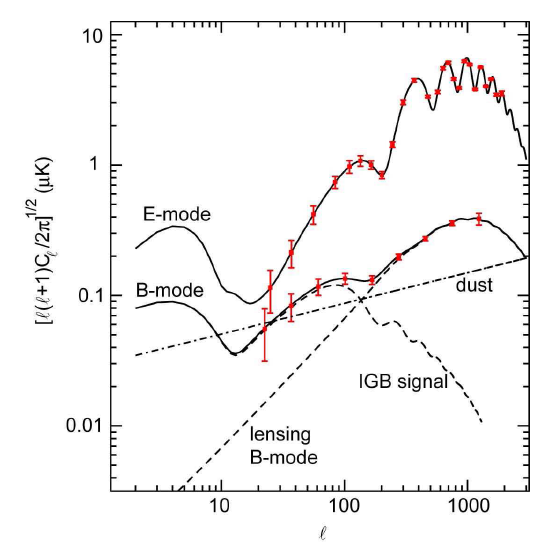 10
1
0.1
0.01
[ℓ(ℓ+1)Cℓ/2π]^1/2 (μK)
E-mode
B-mode
dust
IGB signal
lensing
B-mode
10 100 1000
ℓ